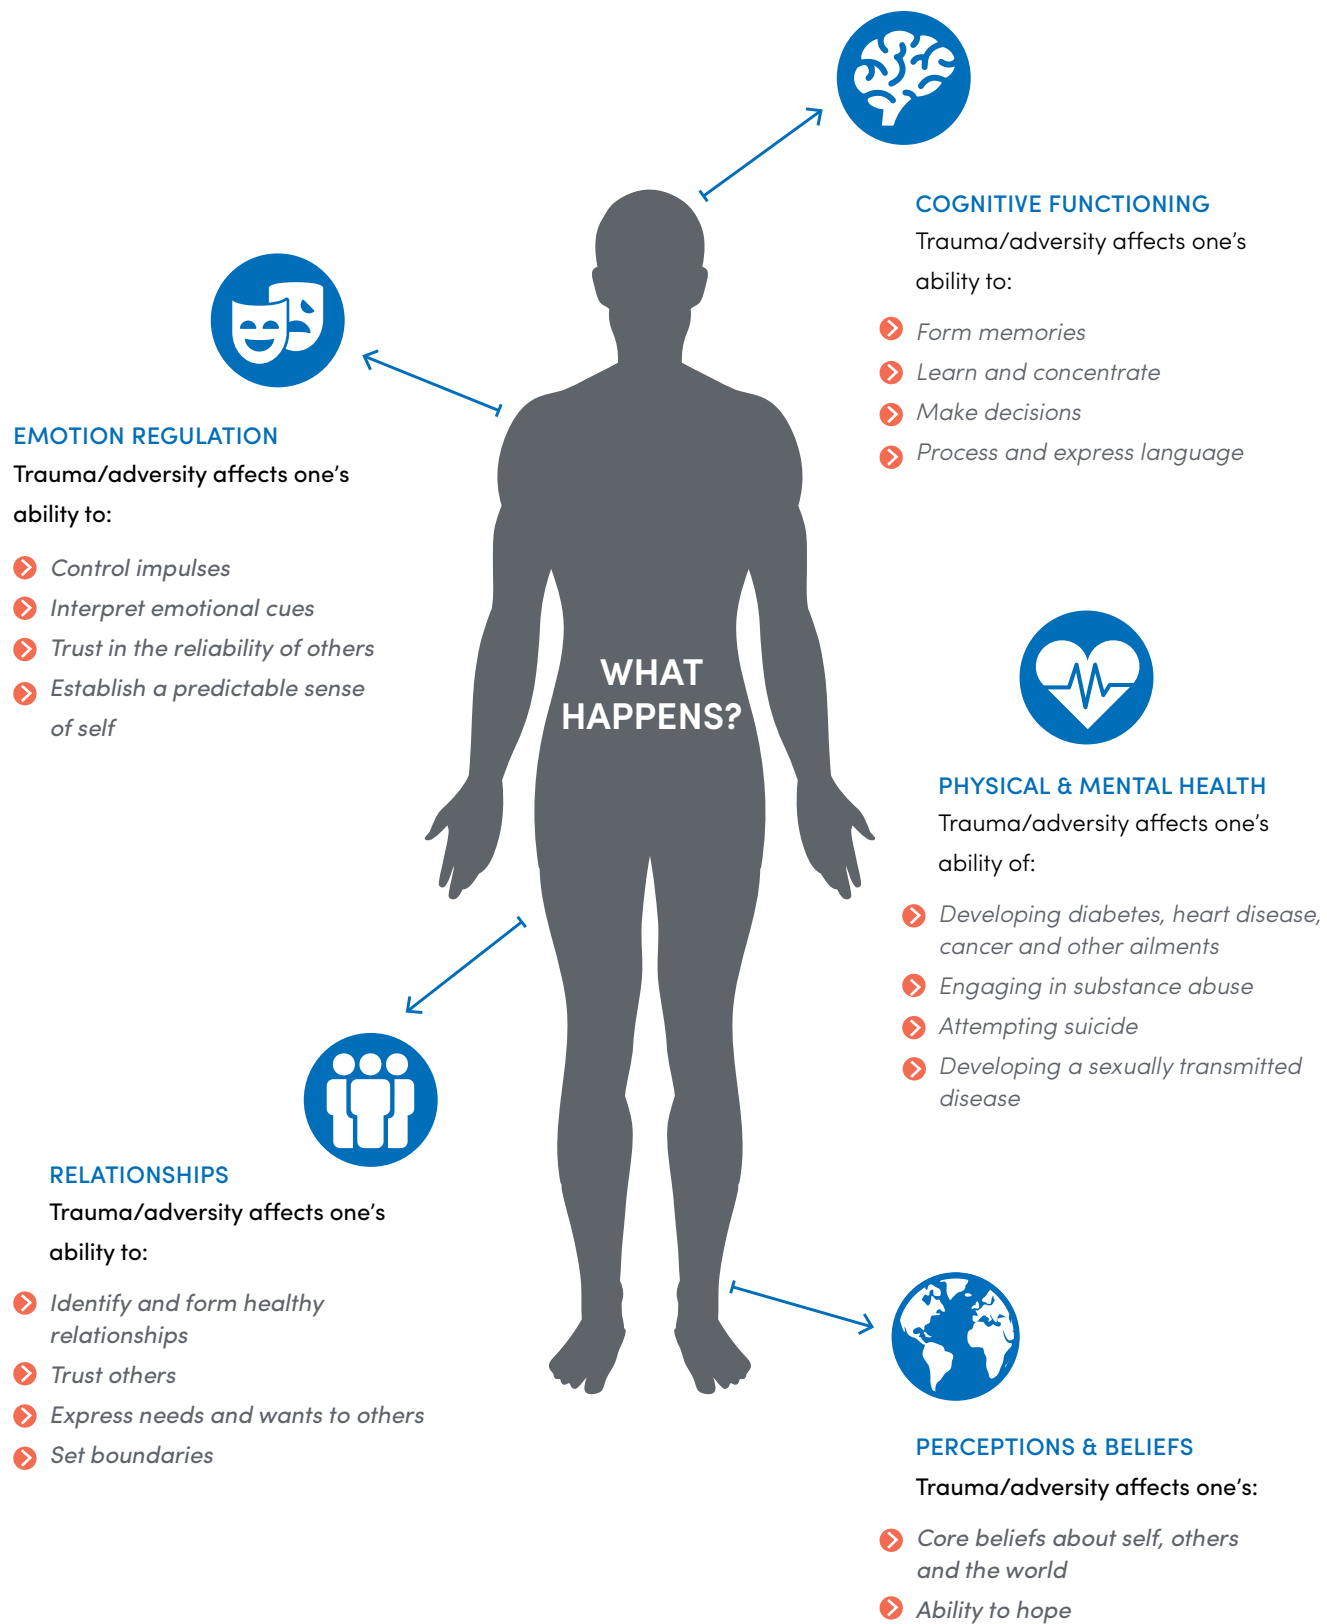 COGNITIVE FUNCTIONING
Trauma/adversity affects one's
ability to:
Form memories
Learn and concentrate
Make decisions
Process and express language
EMOTION REGULATION
Trauma/adversity affects one's
ability to:
Control impulses
Interpret emotional cues
Trust in the reliability of others
Establish a predictable sense
of self
WHAT
HAPPENS?
PHYSICAL & MENTAL HEALTH
Trauma/adversity affects one's
ability of:
Developing diabetes, heart disease,
cancer and other ailments
Engaging in substance abuse
Attempting suicide
Developing a sexually transmitted
disease
RELATIONSHIPS
Trauma/adversity affects one's
ability to:
Identify and form healthy
relationships
Trust others
Express needs and wants to others
Set boundaries
PERCEPTIONS & BELIEFS
Trauma/adversity affects one's:
Core beliefs about self, others
and the world
Ability to hope